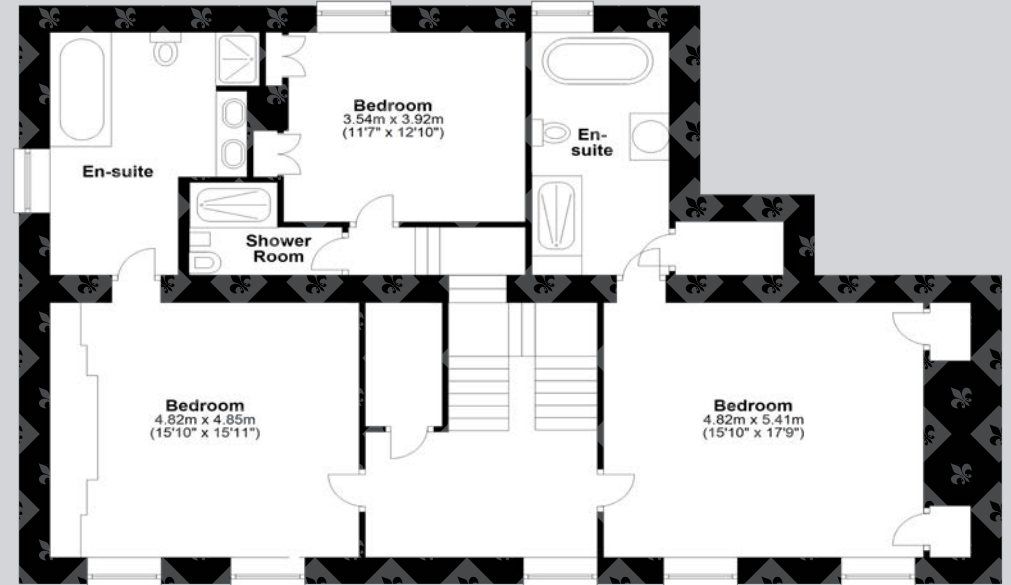 Bedroom
3.54m x 3.92m
(11'7" x 12'10")
En-
suite
En-suite
Shower
Room
Bedroom
4.82m x 4.85m
(15'10" x 15'11")
Bedroom
4.82m x 5.41m
(15'10" x 17'9")